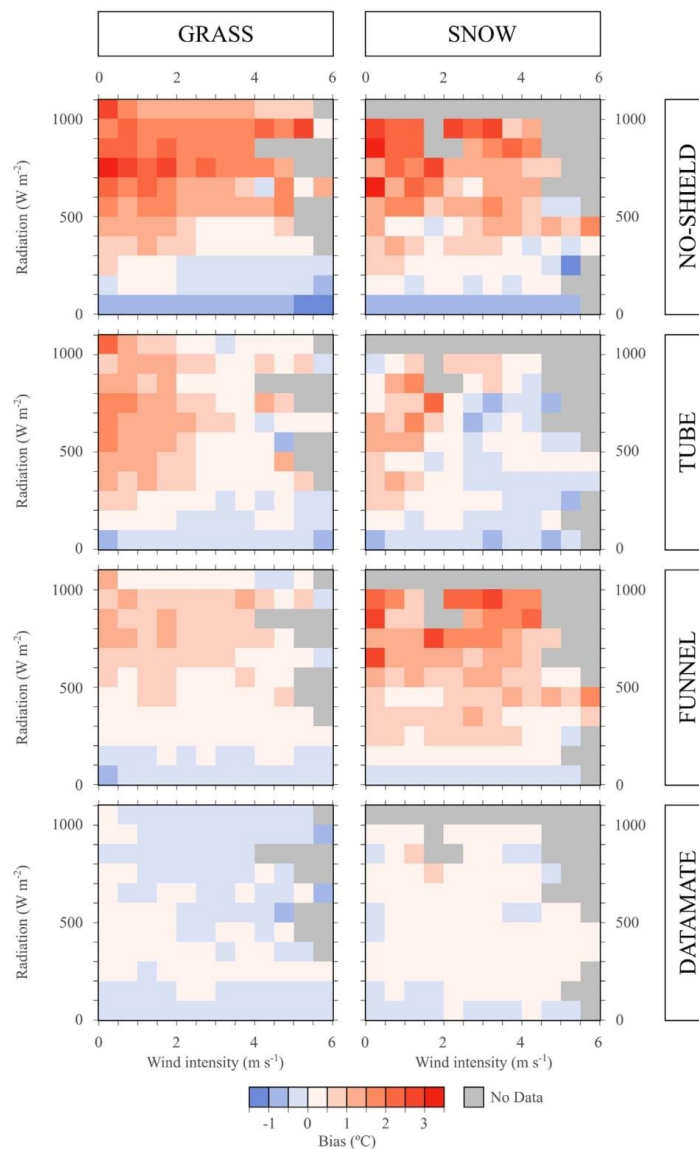 GRASS
SNOW
0 2 4 6
0 2 4 6
1000
500
0
Radiation (W m⁻²)
1000
500
0
NO-SHIELD
1000
500
0
Radiation (W m⁻²)
1000
500
0
TUBE
1000
500
0
Radiation (W m⁻²)
1000
500
0
FUNNEL
1000
500
0
Radiation (W m⁻²)
1000
500
0
DATAMATE
0 2 4 6
0 2 4 6
Wind intensity (m s⁻¹)
Wind intensity (m s⁻¹)
-1 0 1 2 3
No Data
Bias (ºC)